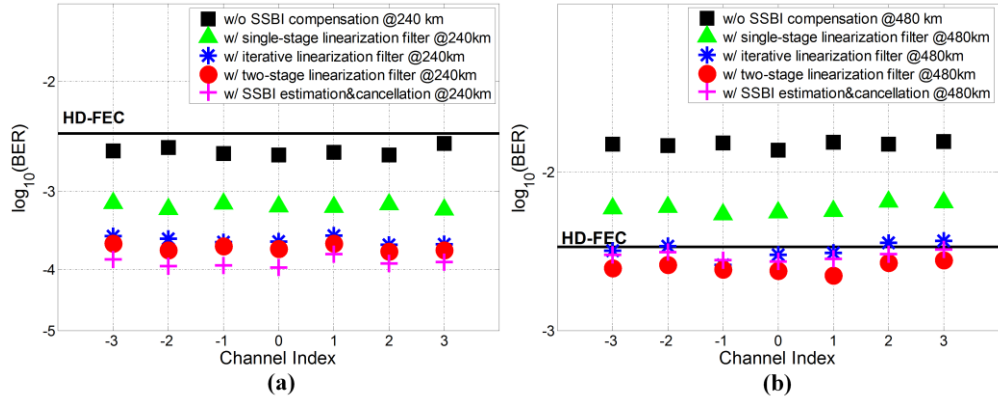 -1
w/o SSBI compensation @240 km
w/ single-stage linearization filter @240km
w/ iterative linearization filter @240km
w/ two-stage linearization filter @240km
w/ SSBI estimation&cancellation @240km
-2
HD-FEC
-3
-4
-5
log10(BER)
-3 -2 -1 0 1 2 3
Channel Index
(a)
-1
w/o SSBI compensation @480 km
w/ single-stage linearization filter @480km
w/ iterative linearization filter @480km
w/ two-stage linearization filter @480km
w/ SSBI estimation&cancellation @480km
-2
HD-FEC
-3
log10(BER)
-3 -2 -1 0 1 2 3
Channel Index
(b)